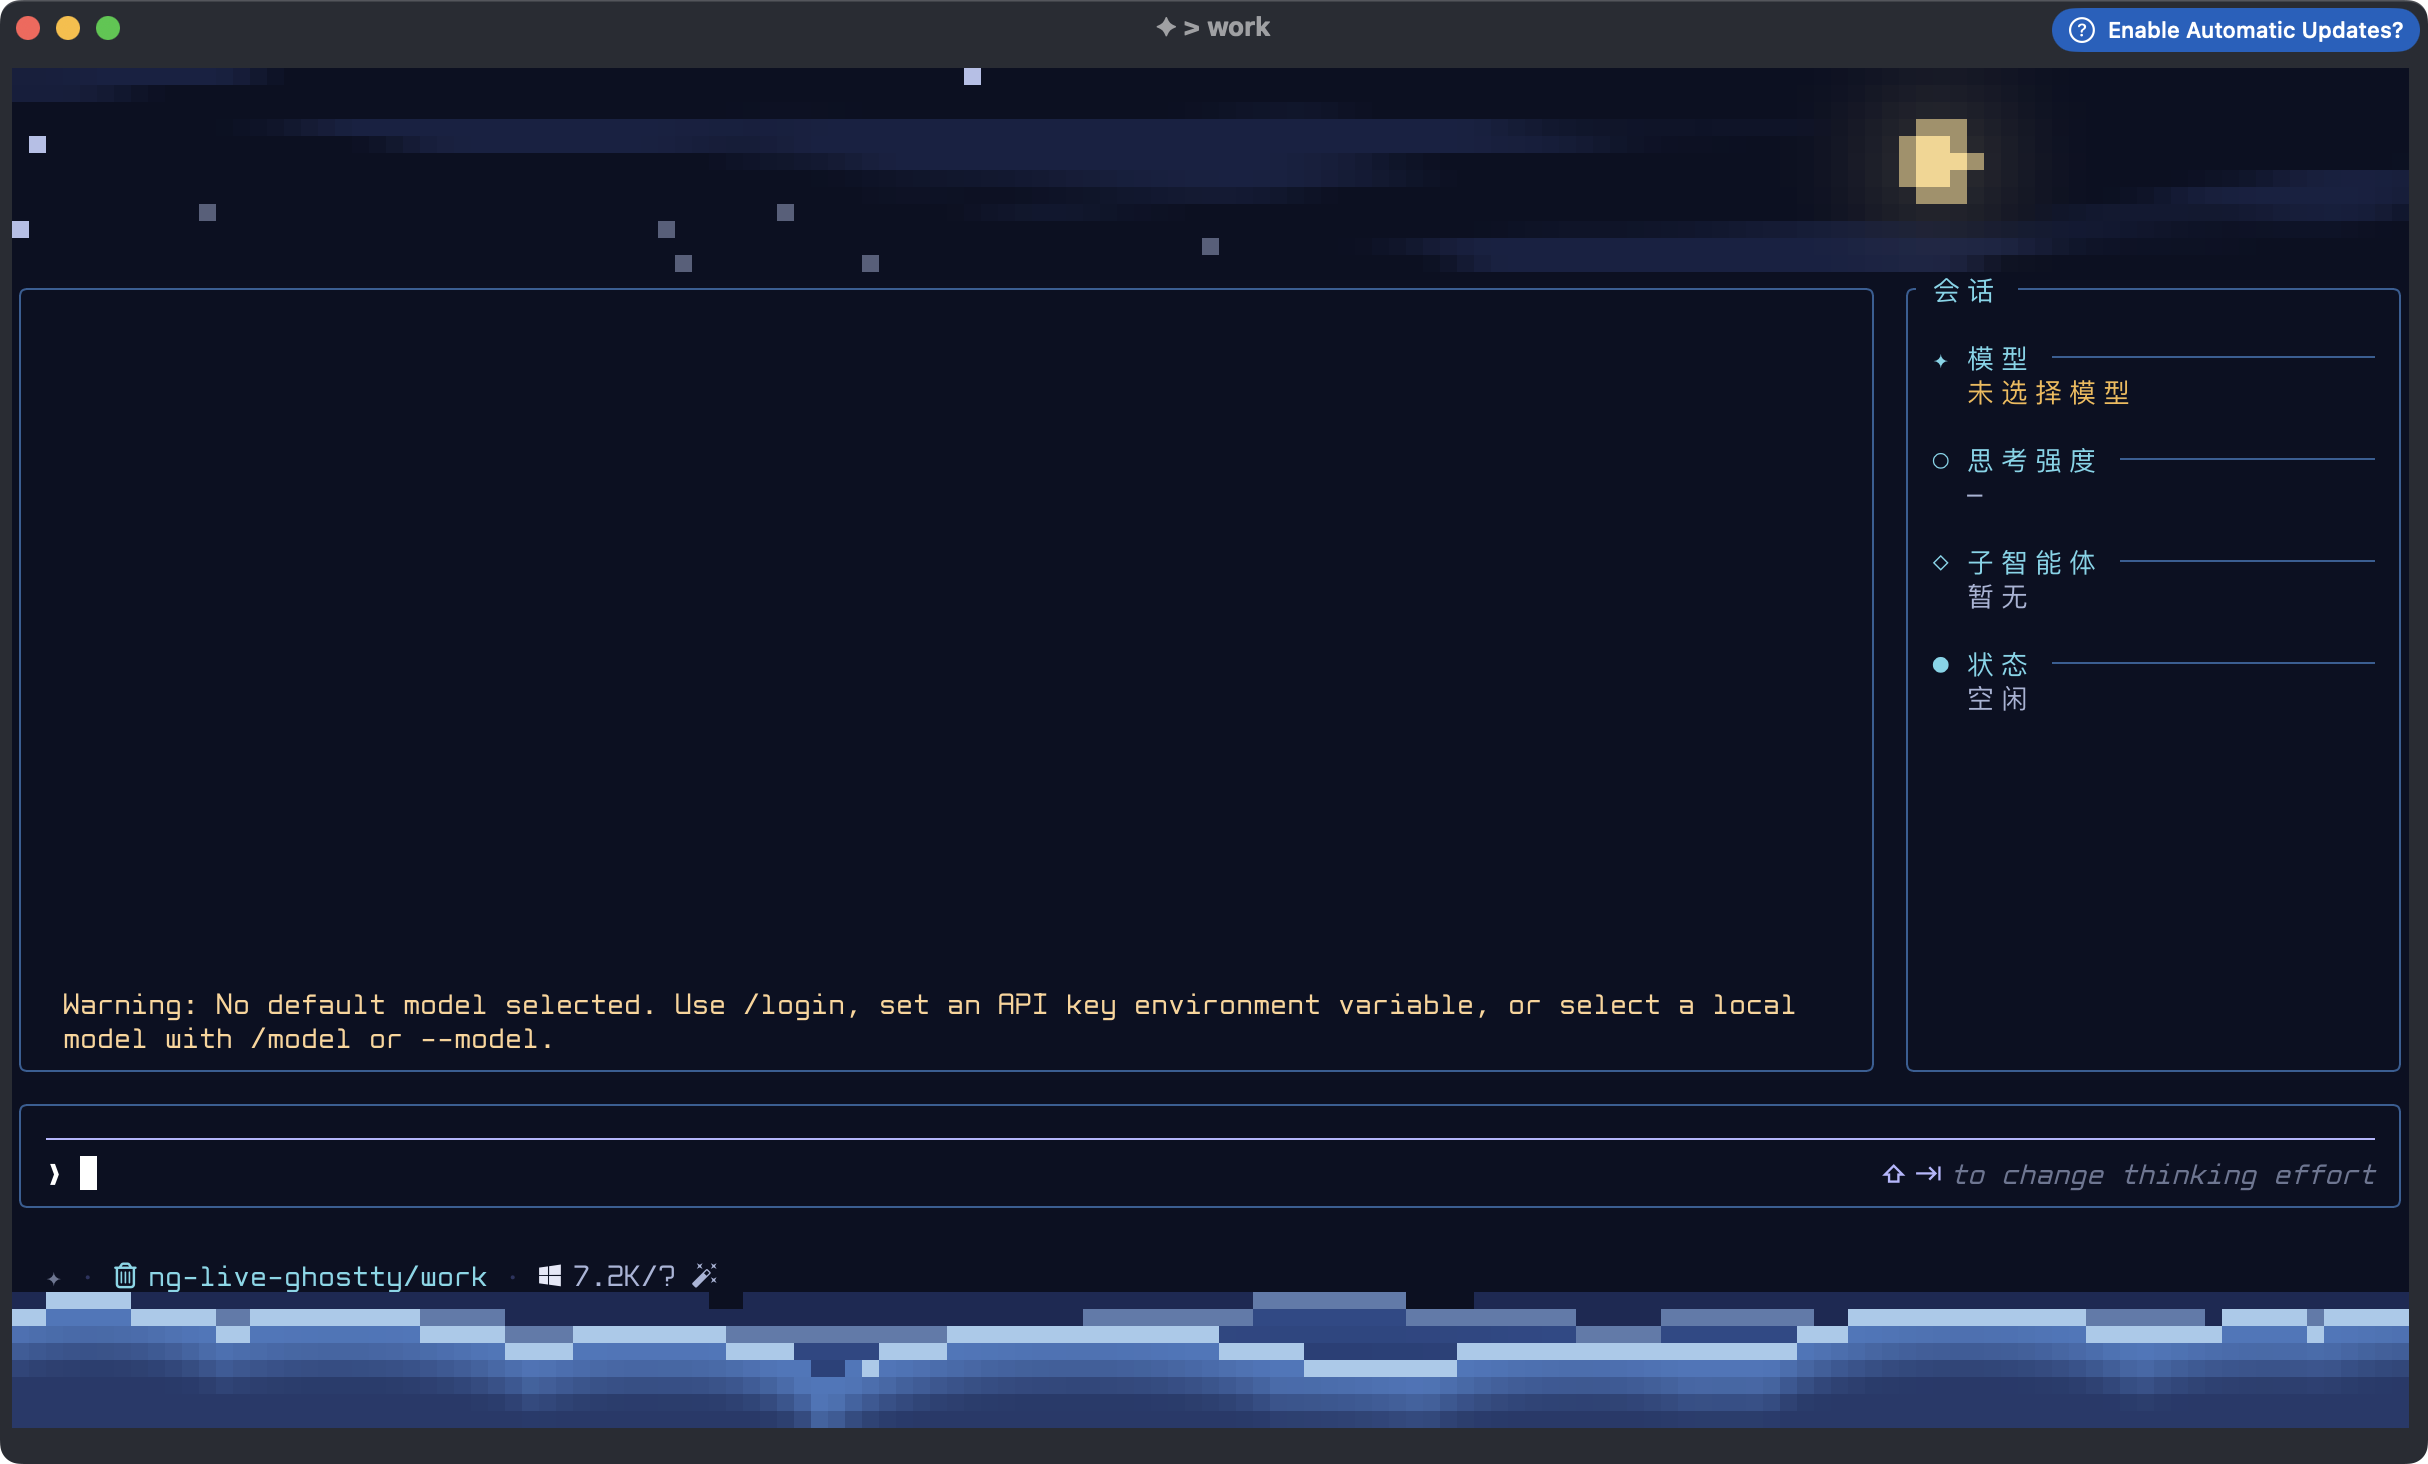 > work
Enable Automatic Updates?
会话
模型
未选择模型
思考强度
—
子智能体
暂无
状态
空闲
Warning: No default model selected. Use /login, set an API key environment variable, or select a local
model with /model or --model.
to change thinking effort
ng-live-ghostty/work · 7.2K/?